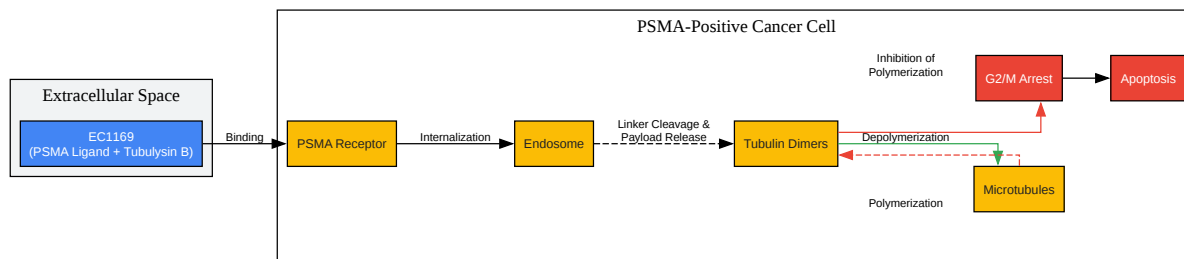 PSMA-Positive Cancer Cell
Extracellular Space
EC1169
(PSMA Ligand + Tubulysin B)
Binding
PSMA Receptor
Internalization
Endosome
Linker Cleavage &
Payload Release
Tubulin Dimers
Inhibition of
Polymerization
G2/M Arrest
Apoptosis
Depolymerization
Microtubules
Polymerization